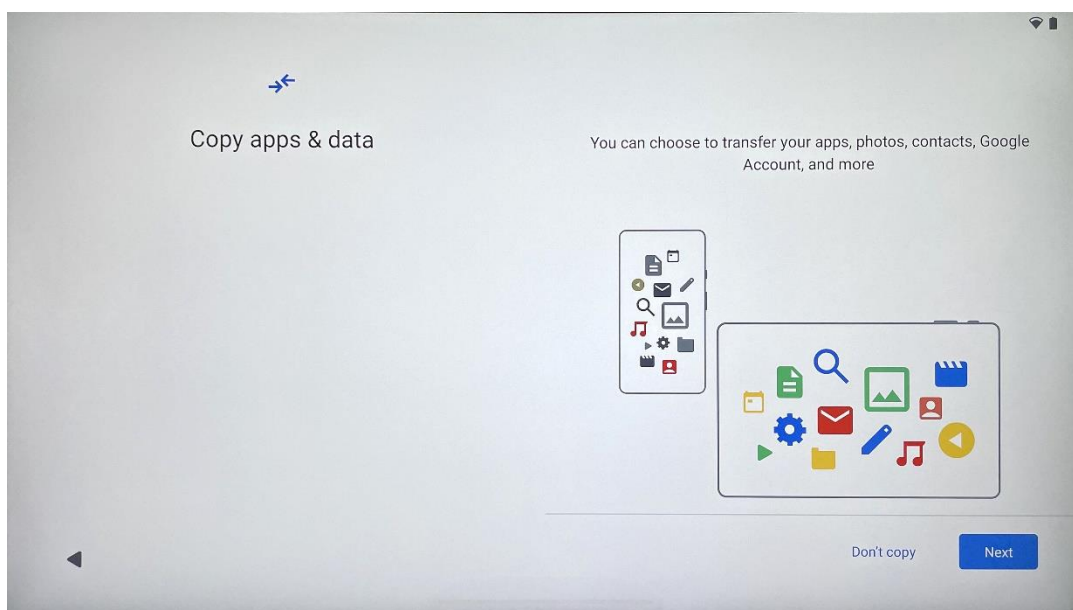 Copy apps & data
You can choose to transfer your apps, photos, contacts, Google
Account, and more
Don't copy
Next